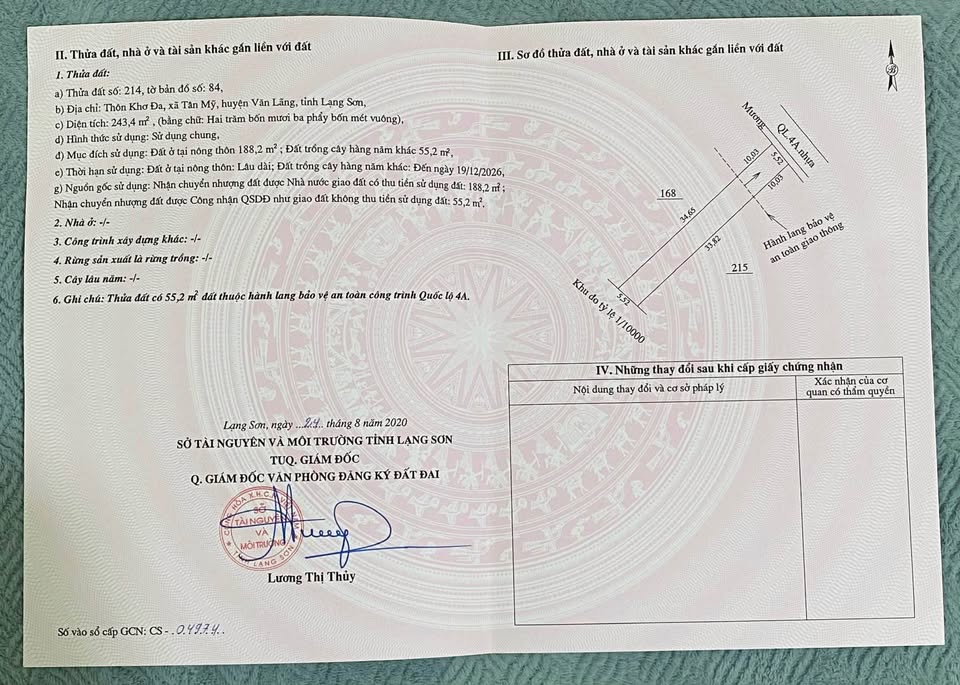 II. Thửa đất, nhà ở và tài sản khác gắn liền với đất
1. Thửa đất:
a) Thửa đất số: 214, tờ bản đồ số: 84,
b) Địa chỉ: Thôn Khơ Đa, xã Tân Mỹ, huyện Văn Lãng, tỉnh Lạng Sơn,
c) Diện tích: 243,4 m², (bằng chữ: Hai trăm bốn mươi ba phẩy bốn mét vuông),
d) Hình thức sử dụng: Sử dụng chung,
đ) Mục đích sử dụng: Đất ở tại nông thôn 188,2 m² ; Đất trồng cây hàng năm khác 55,2 m²,
e) Thời hạn sử dụng: Đất ở tại nông thôn: Lâu dài; Đất trồng cây hàng năm khác: Đến ngày 19/12/2026,
g) Nguồn gốc sử dụng: Nhận chuyển nhượng đất được Nhà nước giao đất có thu tiền sử dụng đất: 188,2 m² ;
Nhận chuyển nhượng đất được Công nhận QSDĐ như giao đất không thu tiền sử dụng đất: 55,2 m².
2. Nhà ở: -/-
3. Công trình xây dựng khác: -/-
4. Rừng sản xuất là rừng trồng: -/-
5. Cây lâu năm: -/-
6. Ghi chú: Thửa đất có 55,2 m² đất thuộc hành lang bảo vệ an toàn công trình Quốc lộ 4A.
Lạng Sơn, ngày ...24.. tháng 8 năm 2020
SỞ TÀI NGUYÊN VÀ MÔI TRƯỜNG TỈNH LẠNG SƠN
TUQ. GIÁM ĐỐC
Q. GIÁM ĐỐC VĂN PHÒNG ĐĂNG KÝ ĐẤT ĐAI
SỞ
TÀI NGUYÊN
VÀ
MÔI TRƯỜNG
TỈNH LẠNG SƠN
Lương Thị Thủy
Số vào sổ cấp GCN: CS - .04974..
III. Sơ đồ thửa đất, nhà ở và tài sản khác gắn liền với đất
B
Mương
QL 4A nhựa
10,03
5,52
10,03
168
34,65
33,82
Hành lang bảo vệ
an toàn giao thông
215
5,52
Khu đo tỷ lệ 1/10000
IV. Những thay đổi sau khi cấp giấy chứng nhận
Nội dung thay đổi và cơ sở pháp lý
Xác nhận của cơ
quan có thẩm quyền